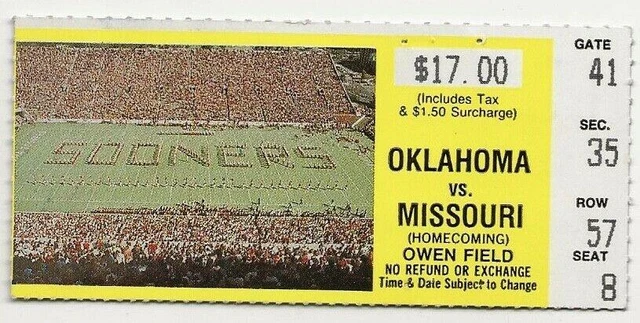 SOONERS
$17.00
(Includes Tax
& $1.50 Surcharge)
OKLAHOMA
VS.
MISSOURI
(HOMECOMING)
OWEN FIELD
NO REFUND OR EXCHANGE
Time & Date Subject to Change
GATE
41
SEC.
35
ROW
57
SEAT
8